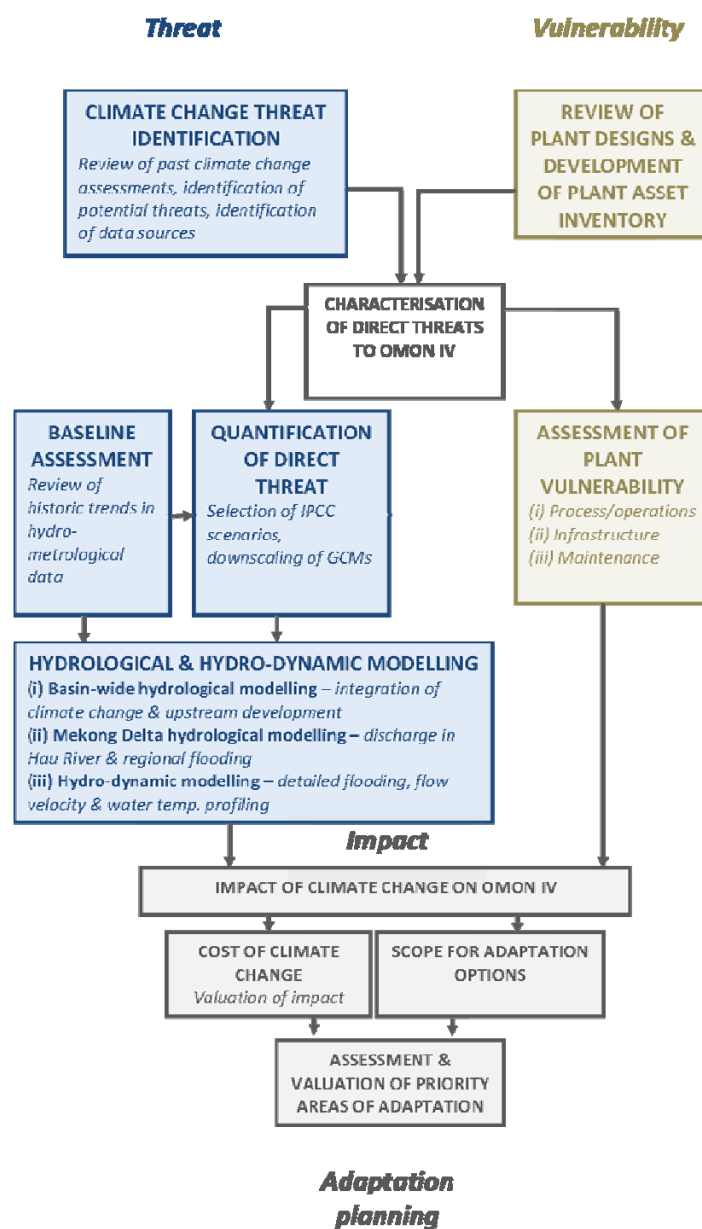 Threat
Vulnerability
CLIMATE CHANGE THREAT
IDENTIFICATION
Review of past climate change
assessments, identification of
potential threats, identification
of data sources
REVIEW OF
PLANT DESIGNS &
DEVELOPMENT
OF PLANT ASSET
INVENTORY
CHARACTERISATION
OF DIRECT THREATS
TO OMON IV
BASELINE
ASSESSMENT
Review of
historic trends in
hydro-
metrological
data
QUANTIFICATION
OF DIRECT
THREAT
Selection of IPCC
scenarios,
downscaling of GCMs
ASSESSMENT OF
PLANT
VULNERABILITY
(i) Process/operations
(ii) Infrastructure
(iii) Maintenance
HYDROLOGICAL & HYDRO-DYNAMIC MODELLING
(i) Basin-wide hydrological modelling – integration of
climate change & upstream development
(ii) Mekong Delta hydrological modelling – discharge in
Hau River & regional flooding
(iii) Hydro-dynamic modelling – detailed flooding, flow
velocity & water temp. profiling
Impact
IMPACT OF CLIMATE CHANGE ON OMON IV
COST OF CLIMATE
CHANGE
Valuation of impact
SCOPE FOR ADAPTATION
OPTIONS
ASSESSMENT &
VALUATION OF PRIORITY
AREAS OF ADAPTATION
Adaptation
planning